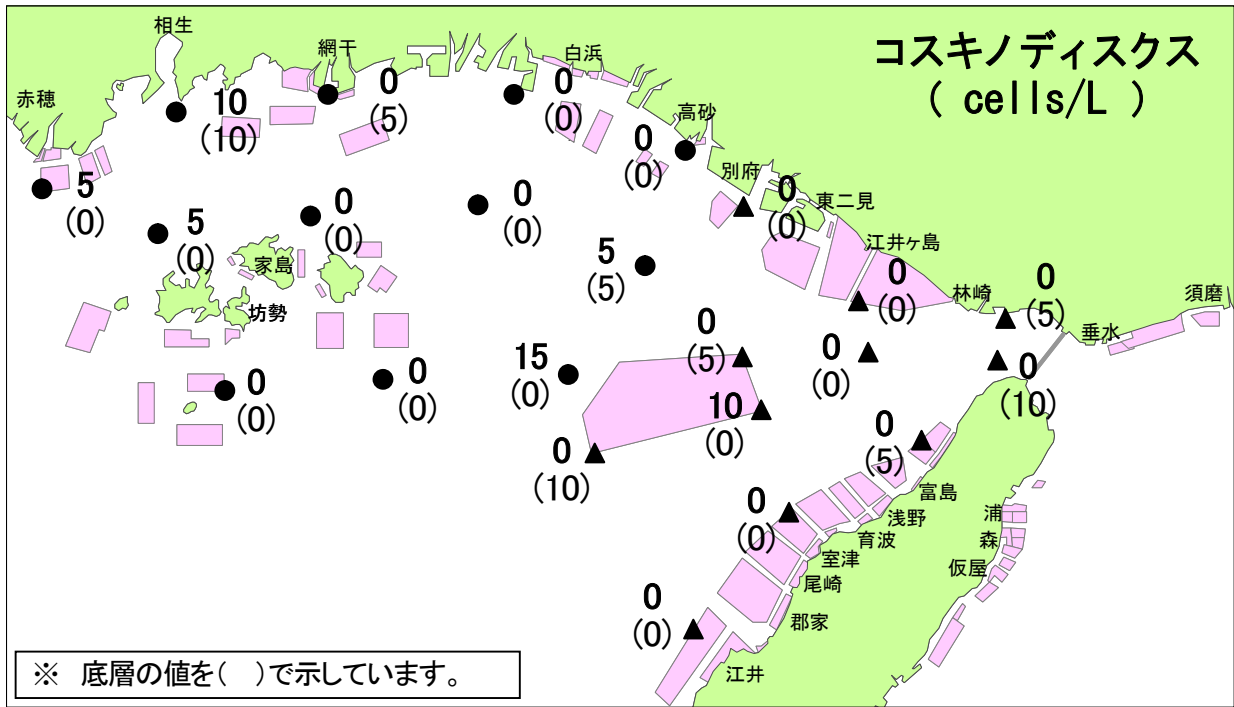 コスキノディスクス
( cells/L )
相生
網干
白浜
赤穂
高砂
別府
東二見
江井ヶ島
林崎
垂水
須磨
家島
坊勢
富島
浅野
育波
室津
尾崎
郡家
江井
浦
森
仮屋
10
(10)
0
(5)
0
(0)
0
(0)
5
(0)
5
(0)
0
(0)
0
(0)
0
(0)
5
(5)
0
(0)
0
(5)
0
(5)
0
(0)
0
(10)
15
(0)
0
(0)
0
(0)
10
(0)
0
(10)
0
(5)
0
(0)
0
(0)
※ 底層の値を( )で示しています。